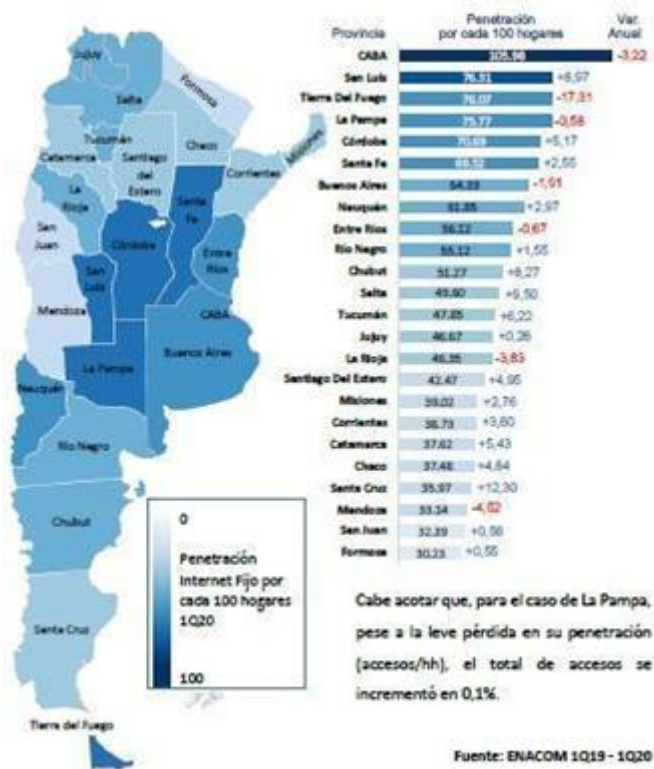 Jujuy
Salta
Formosa
Tucumán
Catamarca
Santiago
del
Estero
Chaco
Misiones
Corrientes
La
Rioja
Santa
Fe
San
Juan
Córdoba
Entre
Ríos
San
Luis
Mendoza
CABA
Buenos Aires
La Pampa
Neuquén
Río Negro
Chubut
Santa Cruz
Tierra del Fuego
0
Penetración
Internet Fijo por
cada 100 hogares
1Q20
100
Provincia Penetración por cada 100 hogares Var. Anual
CABA 105.98 -3,22
San Luis 76.31 +6,97
Tierra Del Fuego 76.07 -17,31
La Pampa 75.77 -0,58
Córdoba 70.69 +5,17
Santa Fe 69.52 +2,55
Buenos Aires -1,91
Neuquén 61.85 +2,97
Entre Ríos 56.12 -0,67
Río Negro 55.12 +1,55
Chubut 51.27 +8,27
Salta 49.60 +9,50
Tucumán 47.85 +6,22
Jujuy 46.67 +0,26
La Rioja 46.35 -3,83
Santiago Del Estero 42.47 +4,95
Misiones 39.02 +2,76
Corrientes 38.73 +3,60
Catamarca 37.62 +5,43
Chaco 37.48 +4,84
Santa Cruz 35.97 +12,30
Mendoza 33.14 -4,82
San Juan 32.39 +0,56
Formosa 30.23 +0,55
Cabe acotar que, para el caso de La Pampa,
pese a la leve pérdida en su penetración
(accesos/hh), el total de accesos se
incrementó en 0,1%.
Fuente: ENACOM 1Q19 - 1Q20